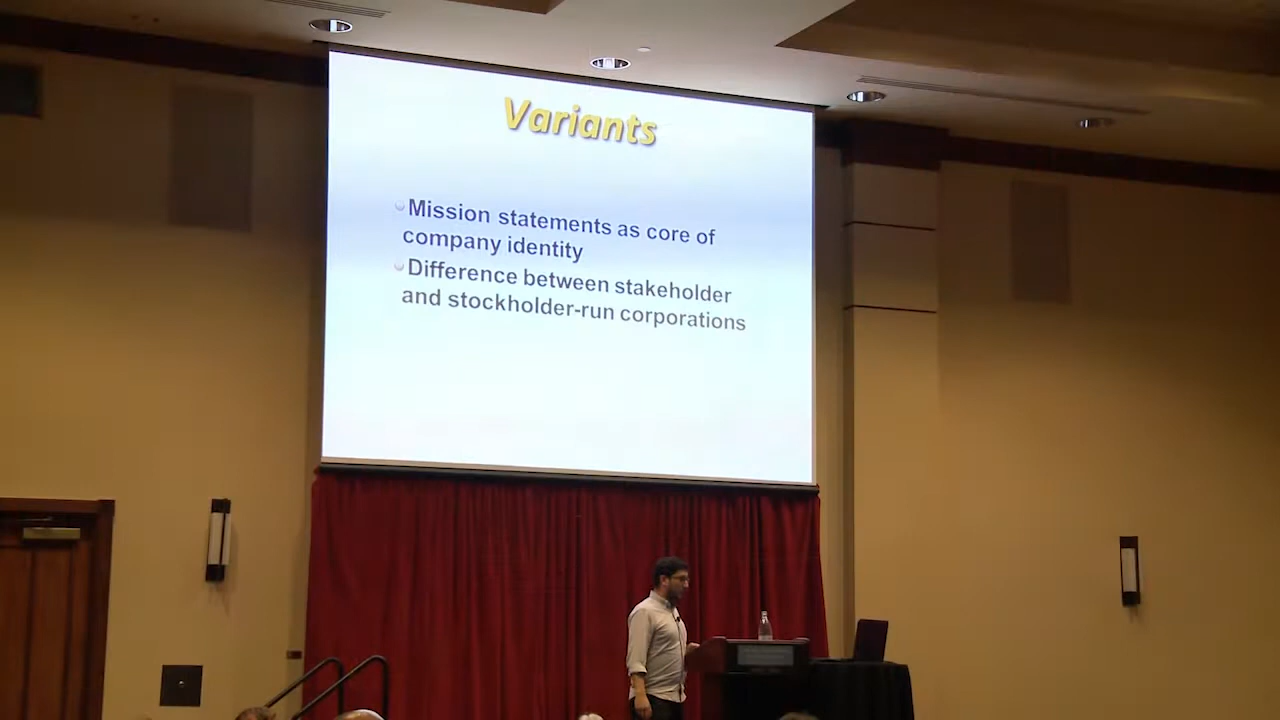 Variants
Mission statements as core of
company identity
Difference between stakeholder
and stockholder-run corporations